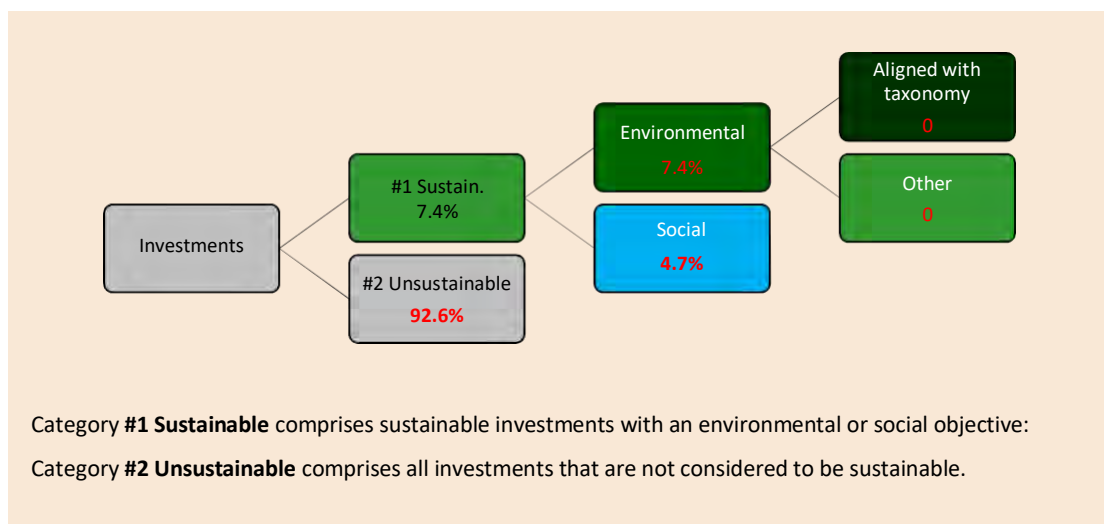 Aligned with
taxonomy
0
Environmental
7.4%
#1 Sustain.
7.4%
Other
0
Investments
Social
4.7%
#2 Unsustainable
92.6%
Category #1 Sustainable comprises sustainable investments with an environmental or social objective:
Category #2 Unsustainable comprises all investments that are not considered to be sustainable.